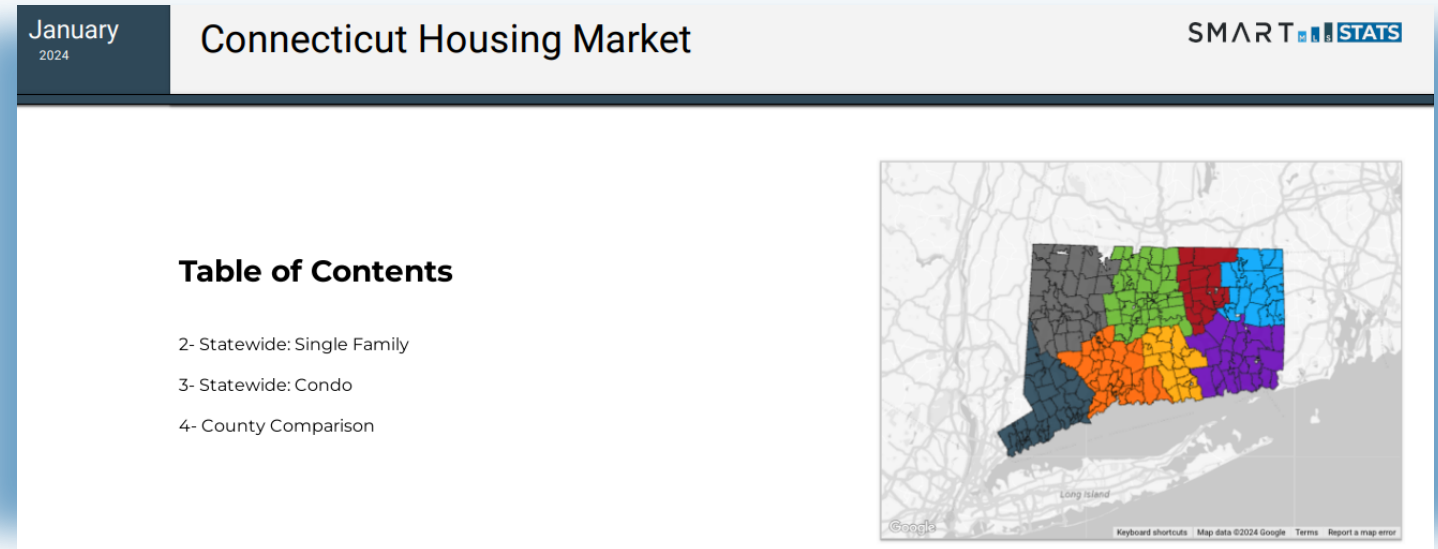 January
2024
Connecticut Housing Market
SMART MLS STATS
Table of Contents
2- Statewide: Single Family
3- Statewide: Condo
4- County Comparison
Long Island
Google
Keyboard shortcuts Map data ©2024 Google Terms Report a map error